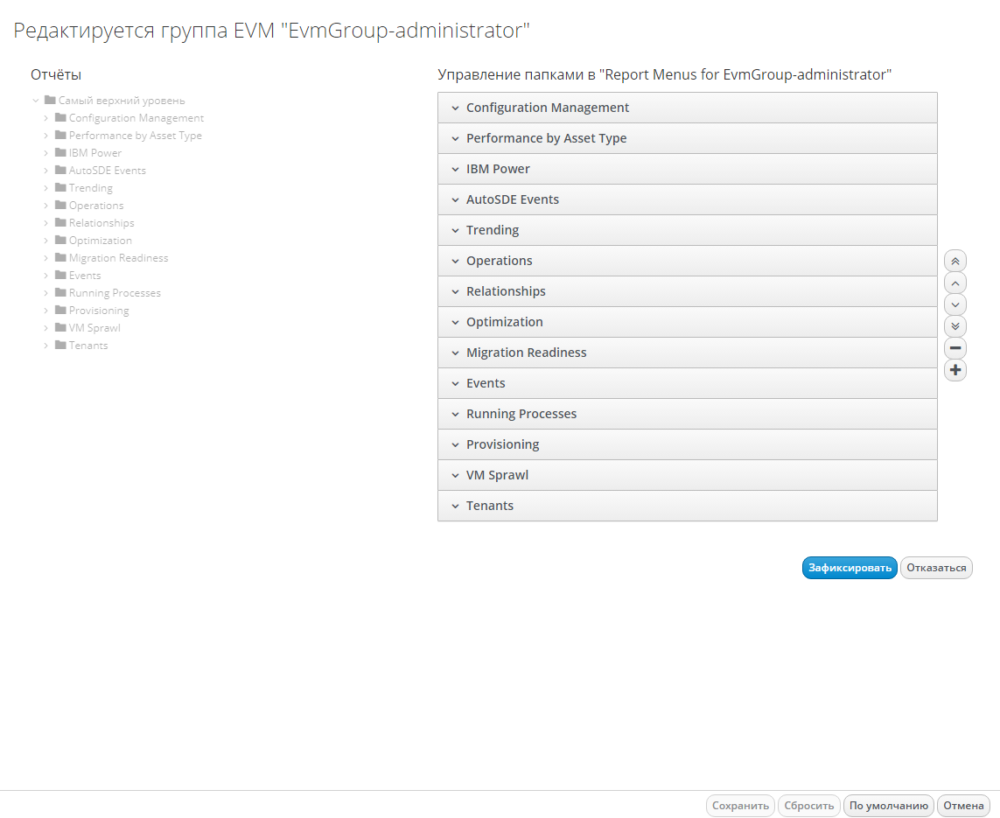 Редактируется группа EVM "EvmGroup-administrator"
Отчёты
Самый верхний уровень
Configuration Management
Performance by Asset Type
IBM Power
AutoSDE Events
Trending
Operations
Relationships
Optimization
Migration Readiness
Events
Running Processes
Provisioning
VM Sprawl
Tenants
Управление папками в "Report Menus for EvmGroup-administrator"
Configuration Management
Performance by Asset Type
IBM Power
AutoSDE Events
Trending
Operations
Relationships
Optimization
Migration Readiness
Events
Running Processes
Provisioning
VM Sprawl
Tenants
Зафиксировать Отказаться
Сохранить Сбросить По умолчанию Отмена